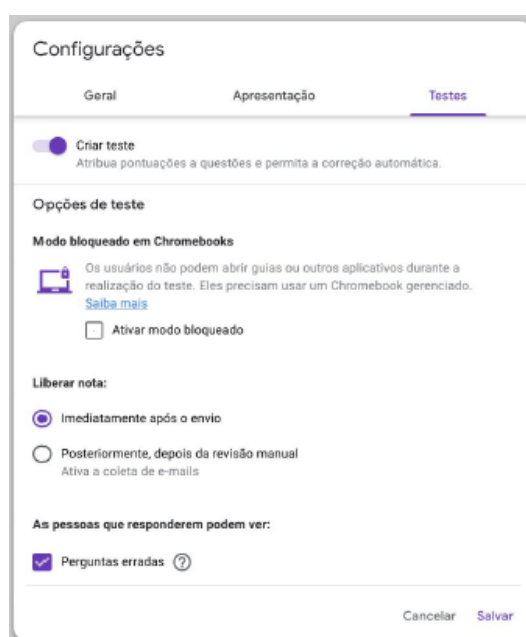 Configurações
Geral Apresentação Testes
Criar teste
Atribua pontuações a questões e permita a correção automática.
Opções de teste
Modo bloqueado em Chromebooks
Os usuários não podem abrir guias ou outros aplicativos durante a
realização do teste. Eles precisam usar um Chromebook gerenciado.
Saiba mais
Ativar modo bloqueado
Liberar nota:
Imediatamente após o envio
Posteriormente, depois da revisão manual
Ativa a coleta de e-mails
As pessoas que responderem podem ver:
Perguntas erradas ?
Cancelar Salvar